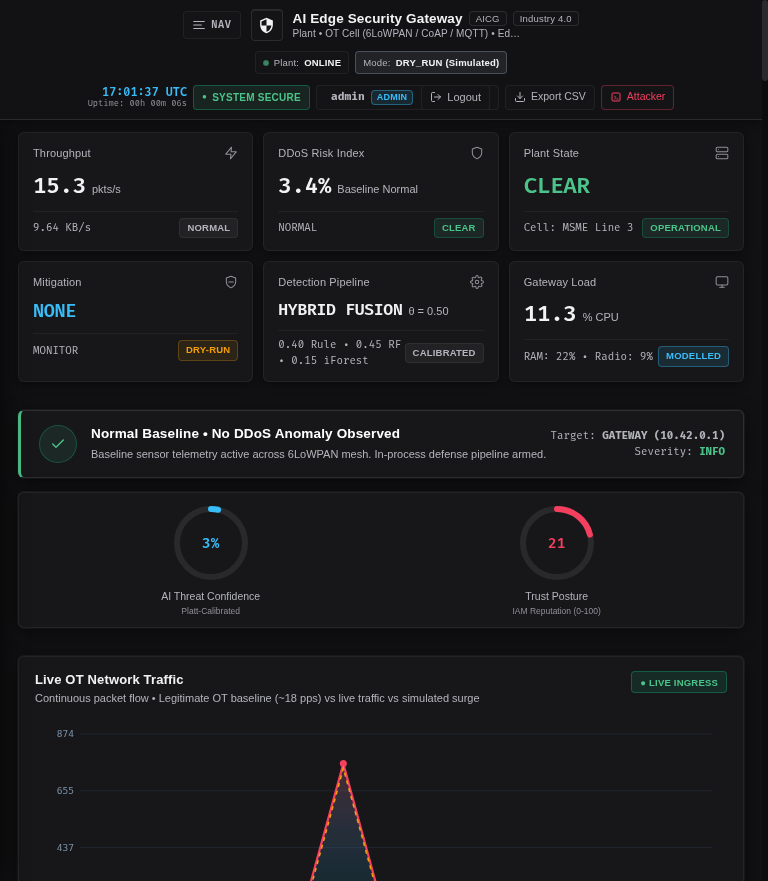 NAV
AI Edge Security Gateway AICG Industry 4.0
Plant • OT Cell (6LoWPAN / CoAP / MQTT) • Ed…
Plant: ONLINE Mode: DRY_RUN (Simulated)
17:01:37 UTC
Uptime: 00h 00m 06s
• SYSTEM SECURE admin ADMIN Logout Export CSV Attacker
Throughput
15.3 pkts/s
9.64 KB/s NORMAL
DDoS Risk Index
3.4% Baseline Normal
NORMAL CLEAR
Plant State
CLEAR
Cell: MSME Line 3 OPERATIONAL
Mitigation
NONE
MONITOR DRY-RUN
Detection Pipeline
HYBRID FUSION θ = 0.50
0.40 Rule • 0.45 RF
• 0.15 iForest CALIBRATED
Gateway Load
11.3 % CPU
RAM: 22% • Radio: 9% MODELLED
Normal Baseline • No DDoS Anomaly Observed
Baseline sensor telemetry active across 6LoWPAN mesh. In-process defense pipeline armed.
Target: GATEWAY (10.42.0.1)
Severity: INFO
3%
AI Threat Confidence
Platt-Calibrated
21
Trust Posture
IAM Reputation (0-100)
Live OT Network Traffic
Continuous packet flow • Legitimate OT baseline (~18 pps) vs live traffic vs simulated surge
● LIVE INGRESS
874
655
437